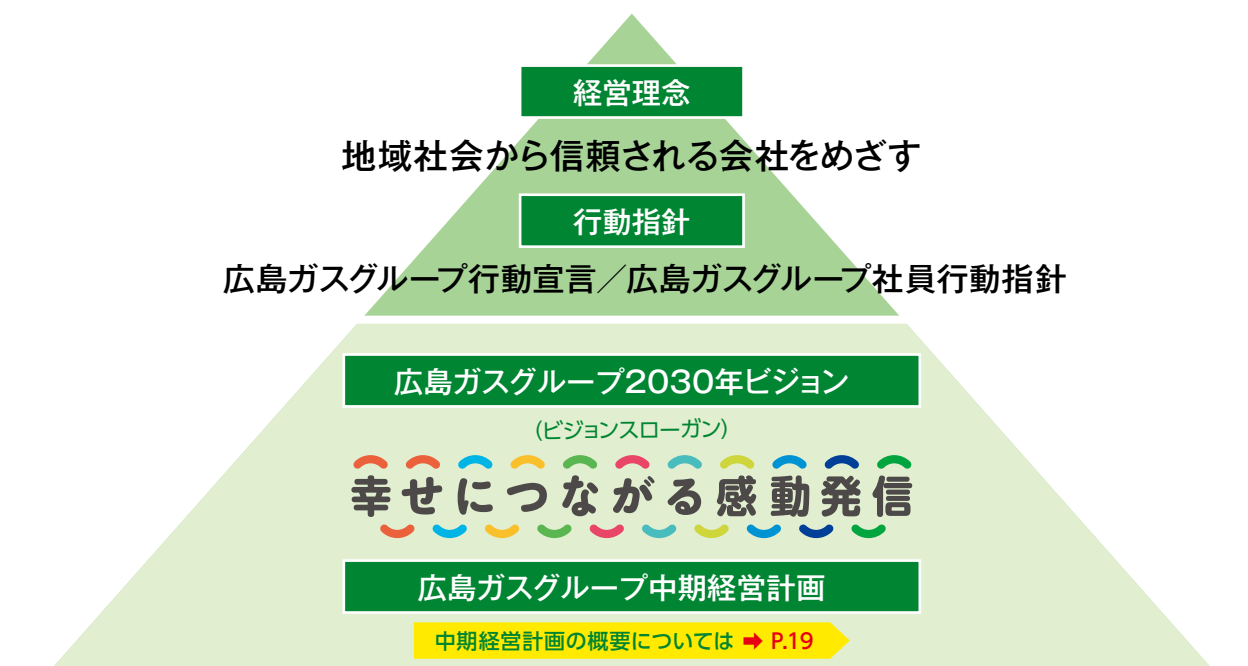 経営理念
地域社会から信頼される会社をめざす
行動指針
広島ガスグループ行動宣言／広島ガスグループ社員行動指針
広島ガスグループ2030年ビジョン
(ビジョンスローガン)
幸せにつながる感動発信
広島ガスグループ中期経営計画
中期経営計画の概要については ➡ P.19